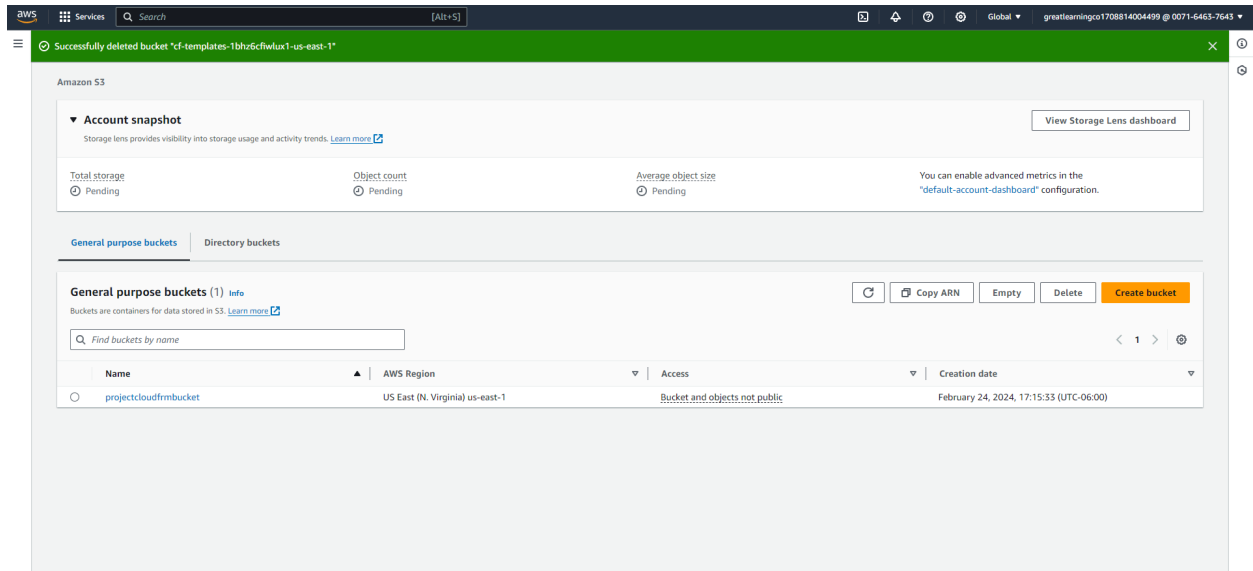 aws Services Search [Alt+S] Global greatlearningco1708814004499 @ 0071-6463-7643
Successfully deleted bucket "cf-templates-1bhz6cfiwlux1-us-east-1"
Amazon S3
Account snapshot
View Storage Lens dashboard
Storage lens provides visibility into storage usage and activity trends. Learn more
Total storage
Pending
Object count
Pending
Average object size
Pending
You can enable advanced metrics in the
"default-account-dashboard" configuration.
General purpose buckets Directory buckets
General purpose buckets (1) Info
Copy ARN Empty Delete Create bucket
Buckets are containers for data stored in S3. Learn more
Find buckets by name
1
Name AWS Region Access Creation date
projectcloudfrmbucket US East (N. Virginia) us-east-1 Bucket and objects not public February 24, 2024, 17:15:33 (UTC-06:00)